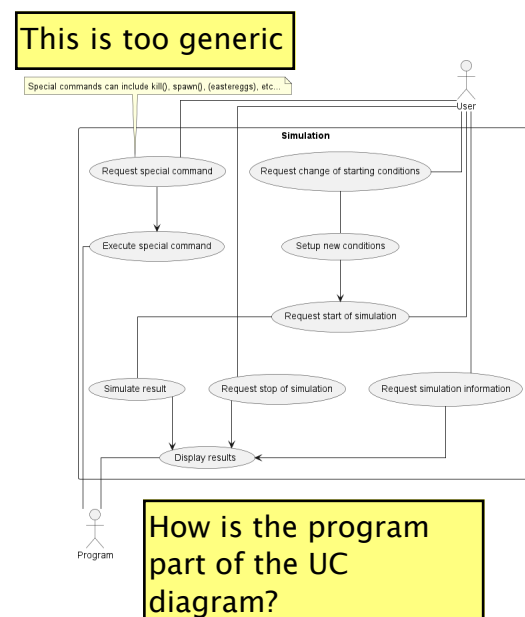 This is too generic
Special commands can include kill(), spawn(), (eastereggs), etc...
User
Simulation
Request special command
Request change of starting conditions
Execute special command
Setup new conditions
Request start of simulation
Simulate result
Request stop of simulation
Request simulation information
Display results
Program
How is the program
part of the UC
diagram?